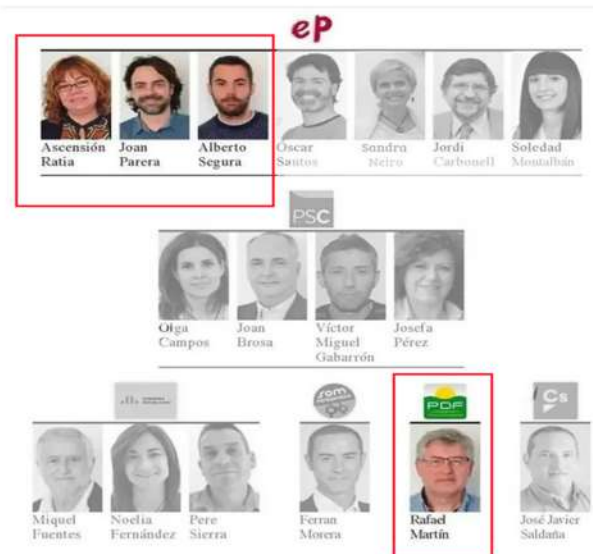 eP
Ascensión Joan Alberto Óscar Sandra Jordi Soledad
Ratia Parera Segura Santos Neiro Carbonell Montalbán
PSC
Olga Joan Víctor Josefa
Campos Brosa Miguel Pérez
Gabarrón
som
PDF
Cs
Miquel Noelia Pere Ferran Rafael José Javier
Fuentes Fernández Sierra Morera Martín Saldaña